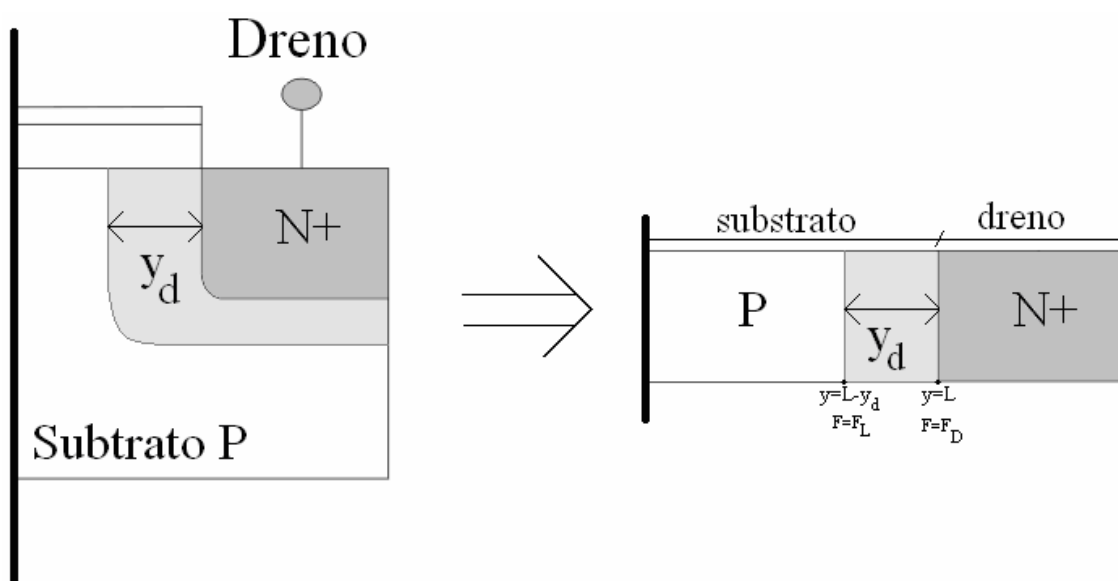 Dreno
N+
y_d
Subtrato P
substrato
dreno
P
y_d
N+
y=L-y_d
F=F_L
y=L
F=F_D